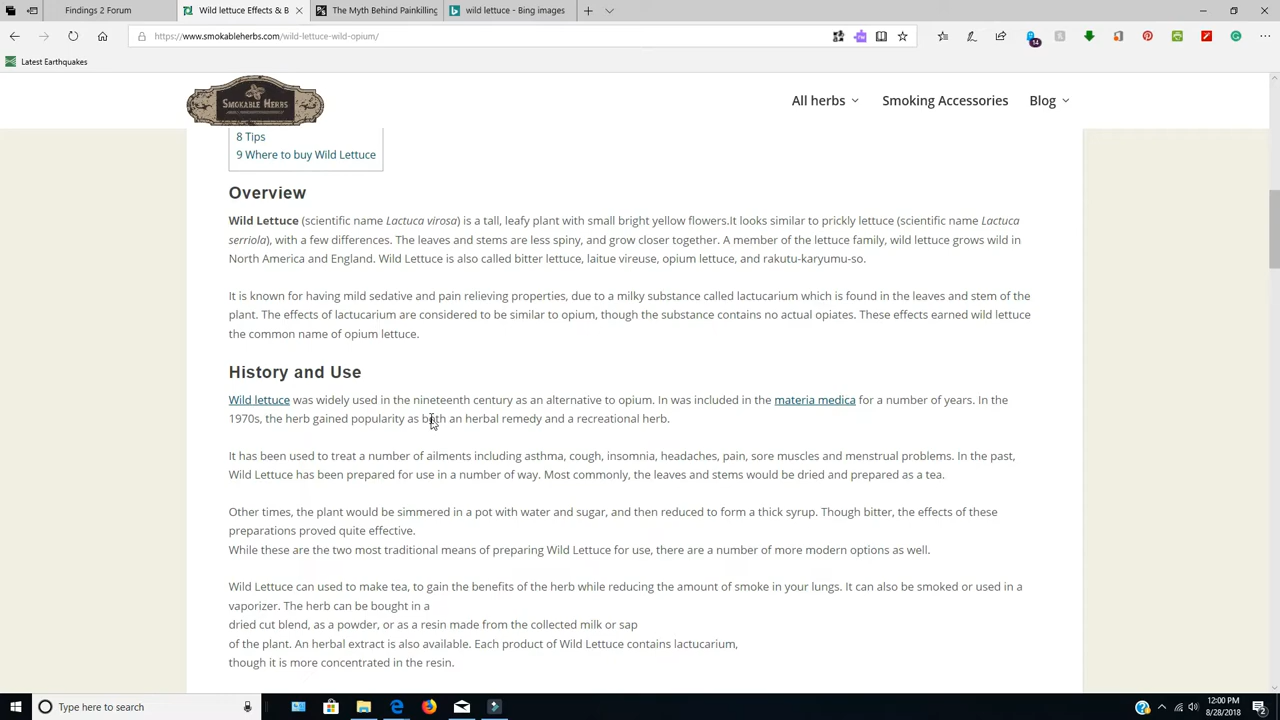 Findings 2 Forum
Wild lettuce Effects & B
The Myth Behind Painkilling
wild lettuce - Bing images
https://www.smokableherbs.com/wild-lettuce-wild-opium/
14
Latest Earthquakes
SMOKABLE HERBS
All herbs
Smoking Accessories
Blog
8 Tips
9 Where to buy Wild Lettuce
Overview
Wild Lettuce (scientific name Lactuca virosa) is a tall, leafy plant with small bright yellow flowers.It looks similar to prickly lettuce (scientific name Lactuca
serriola), with a few differences. The leaves and stems are less spiny, and grow closer together. A member of the lettuce family, wild lettuce grows wild in
North America and England. Wild Lettuce is also called bitter lettuce, laitue vireuse, opium lettuce, and rakutu-karyumu-so.
It is known for having mild sedative and pain relieving properties, due to a milky substance called lactucarium which is found in the leaves and stem of the
plant. The effects of lactucarium are considered to be similar to opium, though the substance contains no actual opiates. These effects earned wild lettuce
the common name of opium lettuce.
History and Use
Wild lettuce was widely used in the nineteenth century as an alternative to opium. In was included in the materia medica for a number of years. In the
1970s, the herb gained popularity as both an herbal remedy and a recreational herb.
It has been used to treat a number of ailments including asthma, cough, insomnia, headaches, pain, sore muscles and menstrual problems. In the past,
Wild Lettuce has been prepared for use in a number of way. Most commonly, the leaves and stems would be dried and prepared as a tea.
Other times, the plant would be simmered in a pot with water and sugar, and then reduced to form a thick syrup. Though bitter, the effects of these
preparations proved quite effective.
While these are the two most traditional means of preparing Wild Lettuce for use, there are a number of more modern options as well.
Wild Lettuce can used to make tea, to gain the benefits of the herb while reducing the amount of smoke in your lungs. It can also be smoked or used in a
vaporizer. The herb can be bought in a
dried cut blend, as a powder, or as a resin made from the collected milk or sap
of the plant. An herbal extract is also available. Each product of Wild Lettuce contains lactucarium,
though it is more concentrated in the resin.
Type here to search
12:00 PM
8/28/2018
2